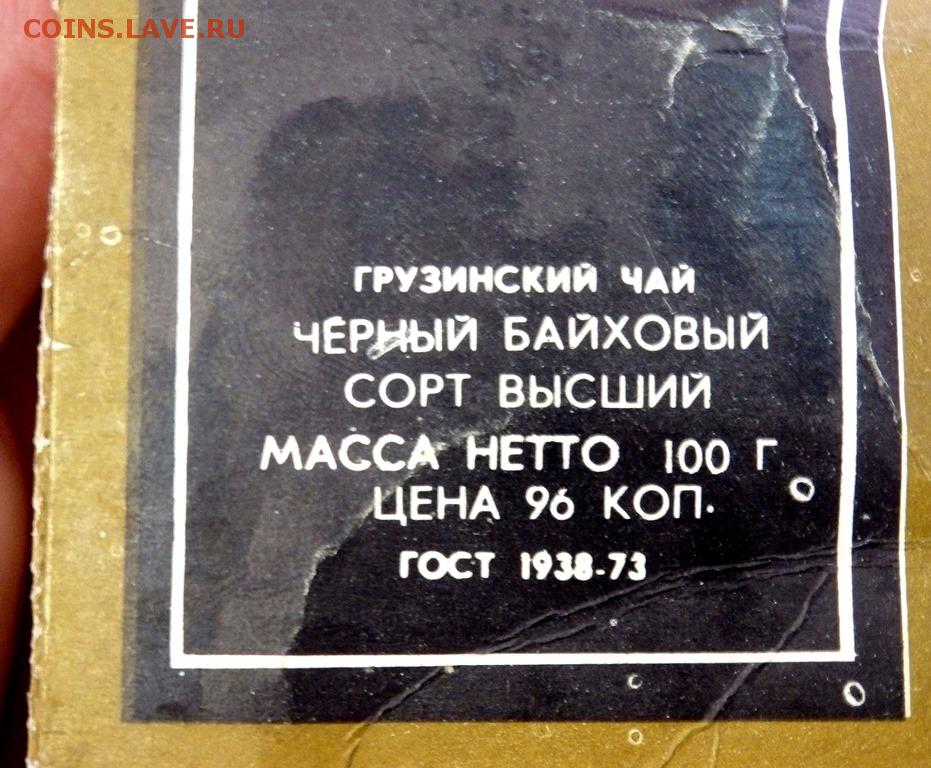 COINS.LAVE.RU
ГРУЗИНСКИЙ ЧАЙ
ЧЕРНЫЙ БАЙХОВЫЙ
СОРТ ВЫСШИЙ
МАССА НЕТТО 100 Г
ЦЕНА 96 КОП.
ГОСТ 1938-73